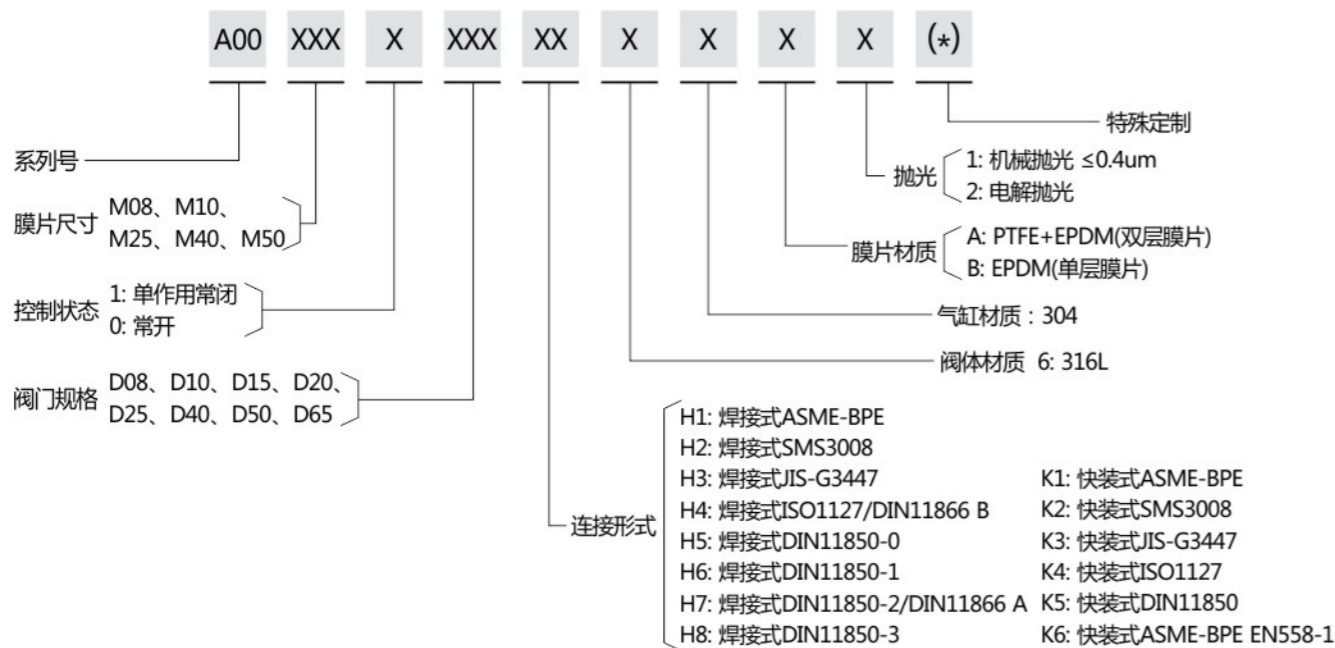 A00 XXX X XXX XX X X X X (*)
特殊定制
系列号
抛光
1: 机械抛光 ≤0.4um
2: 电解抛光
膜片尺寸
M08、M10、
M25、M40、M50
膜片材质
A: PTFE+EPDM(双层膜片)
B: EPDM(单层膜片)
控制状态
1: 单作用常闭
0: 常开
气缸材质：304
阀体材质 6: 316L
阀门规格
D08、D10、D15、D20、
D25、D40、D50、D65
连接形式
H1: 焊接式ASME-BPE
H2: 焊接式SMS3008
H3: 焊接式JIS-G3447
H4: 焊接式ISO1127/DIN11866 B
H5: 焊接式DIN11850-0
H6: 焊接式DIN11850-1
H7: 焊接式DIN11850-2/DIN11866 A
H8: 焊接式DIN11850-3
K1: 快装式ASME-BPE
K2: 快装式SMS3008
K3: 快装式JIS-G3447
K4: 快装式ISO1127
K5: 快装式DIN11850
K6: 快装式ASME-BPE EN558-1